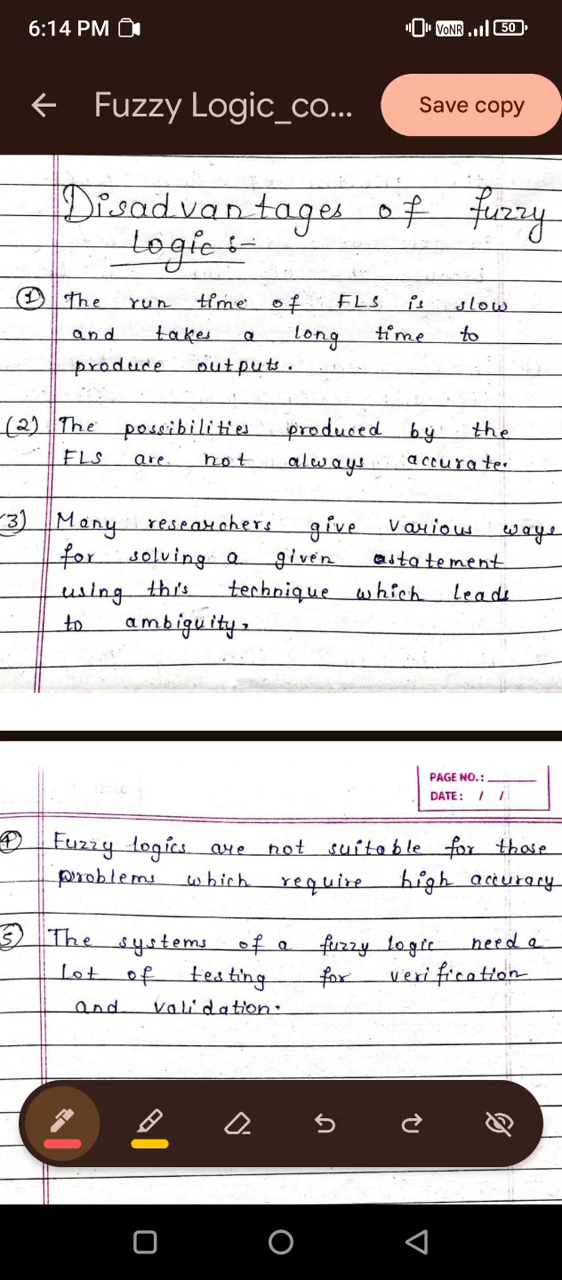 6:14 PM
VoNR
50
Fuzzy Logic_co...
Save copy
Disadvantages of fuzzy
Logic :-
(1) The run time of FLS is slow
and takes a long time to
produce outputs.
(2) The possibilities produced by the
FLS are not always accurate.
(3) Many researchers give various ways
for solving a given statement
using this technique which leads
to ambiguity.
PAGE NO.:
DATE: / /
(4) Fuzzy logics are not suitable for those
problems which require high accuracy
(5) The systems of a fuzzy logic need a
lot of testing for verification
and validation.